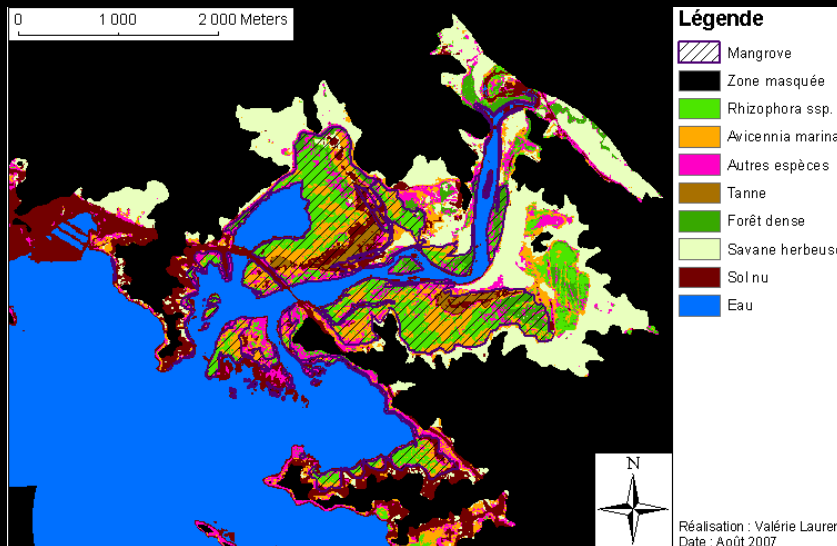 0 1 000 2 000 Meters
Légende
Mangrove
Zone masquée
Rhizophora ssp.
Avicennia marina
Autres espèces
Tanne
Forêt dense
Savane herbeuse
Sol nu
Eau
N
Réalisation : Valérie Lauren
Date : Août 2007